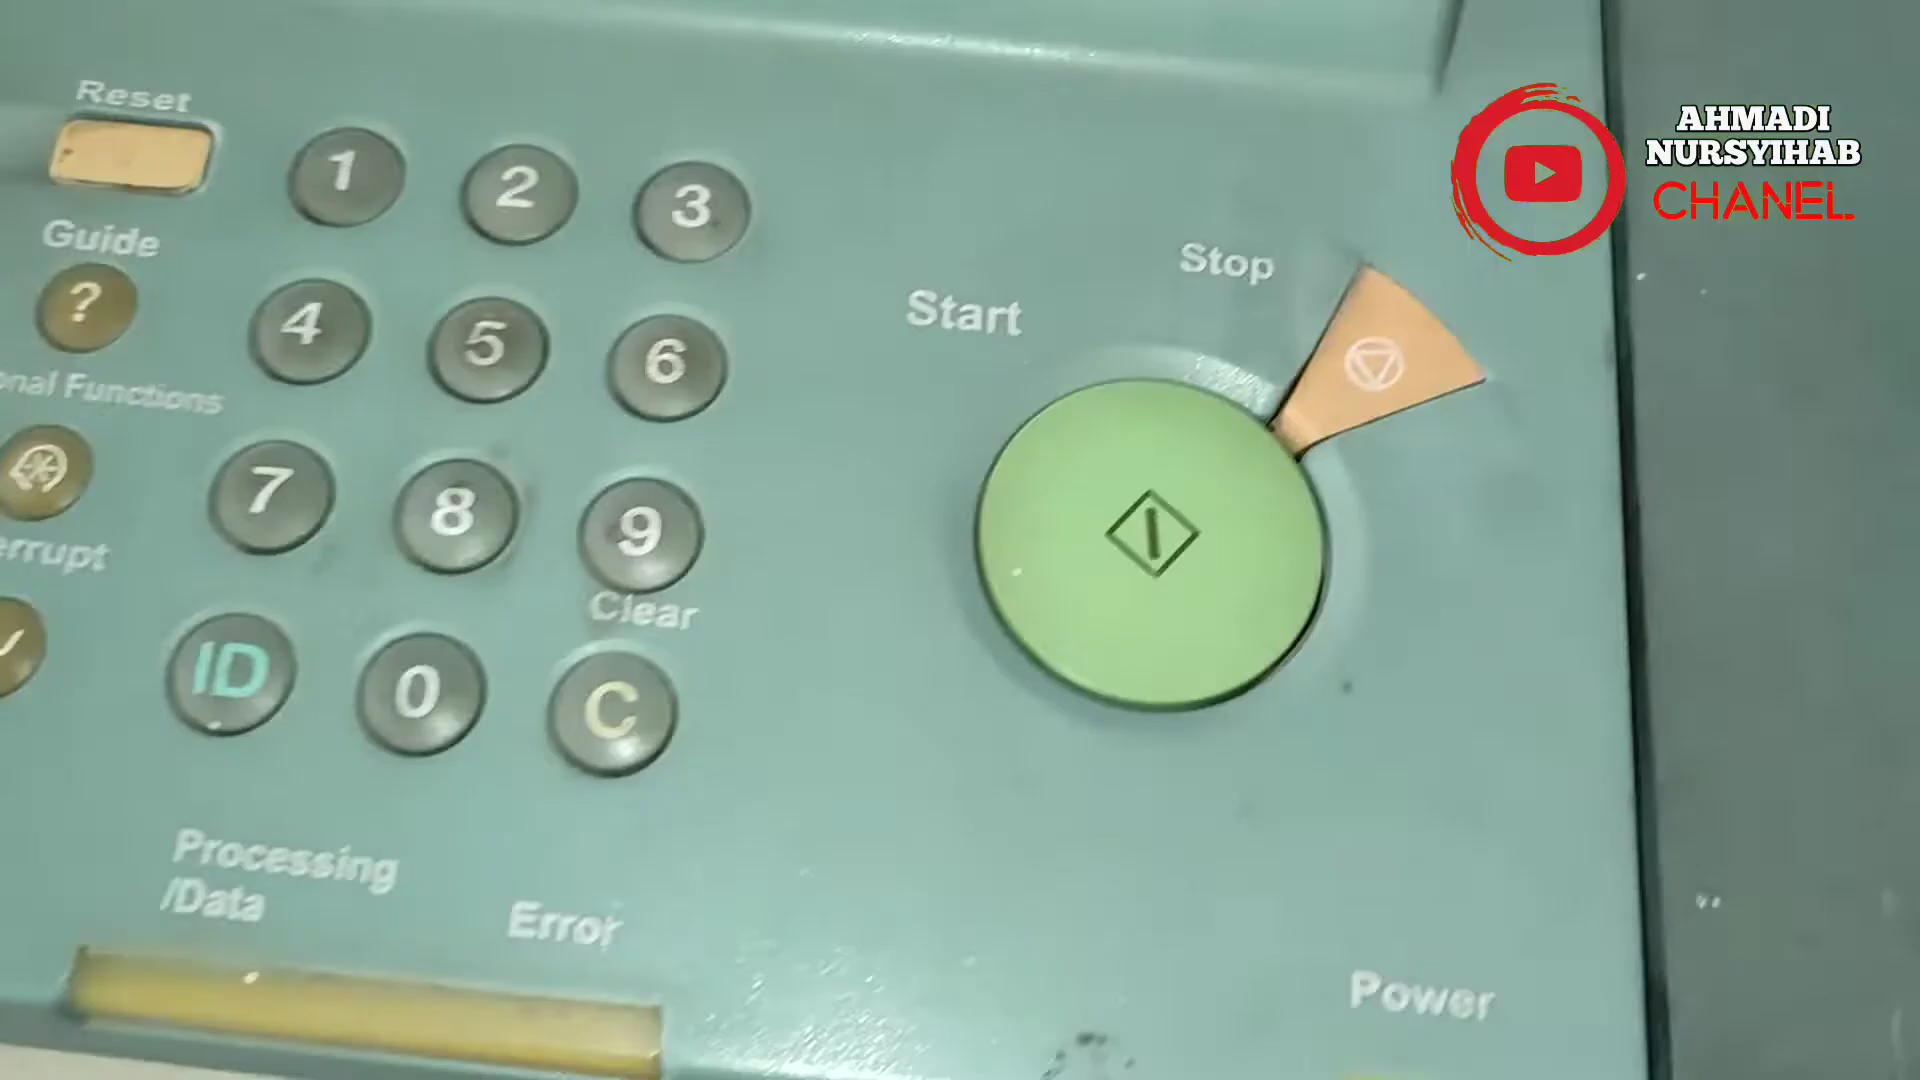 Reset
1
2
3
Guide
?
4
5
6
Start
Stop
onal Functions
7
8
9
errupt
Clear
ID
0
C
Processing
/Data
Error
Power
AHMADI
NURSYIHAB
CHANEL